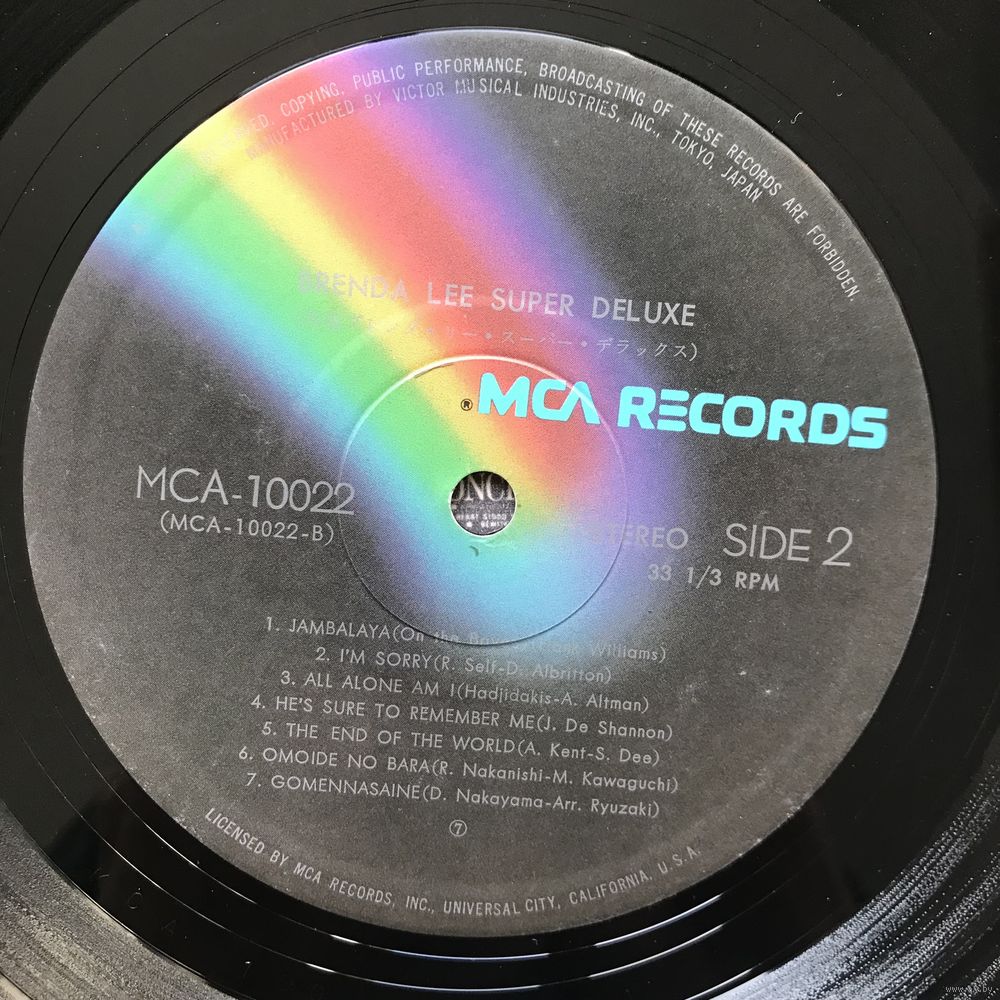 COPYING, PUBLIC PERFORMANCE, BROADCASTING OF THESE RECORDS ARE FORBIDDEN.
MANUFACTURED BY VICTOR MUSICAL INDUSTRIES, INC., TOKYO, JAPAN
BRENDA LEE SUPER DELUXE
リー・スーパー・デラックス)
® MCA RECORDS
MCA-10022
(MCA-10022-B)
STEREO SIDE 2
33 1/3 RPM
1. JAMBALAYA(On the Williams)
2. I'M SORRY(R. Self-D. Albritton)
3. ALL ALONE AM I(Hadjidakis-A. Altman)
4. HE'S SURE TO REMEMBER ME(J. De Shannon)
5. THE END OF THE WORLD(A. Kent-S. Dee)
6. OMOIDE NO BARA(R. Nakanishi-M. Kawaguchi)
7. GOMENNASAINE(D. Nakayama-Arr. Ryuzaki)
⑦
LICENSED BY MCA RECORDS, INC., UNIVERSAL CITY, CALIFORNIA, U.S.A.